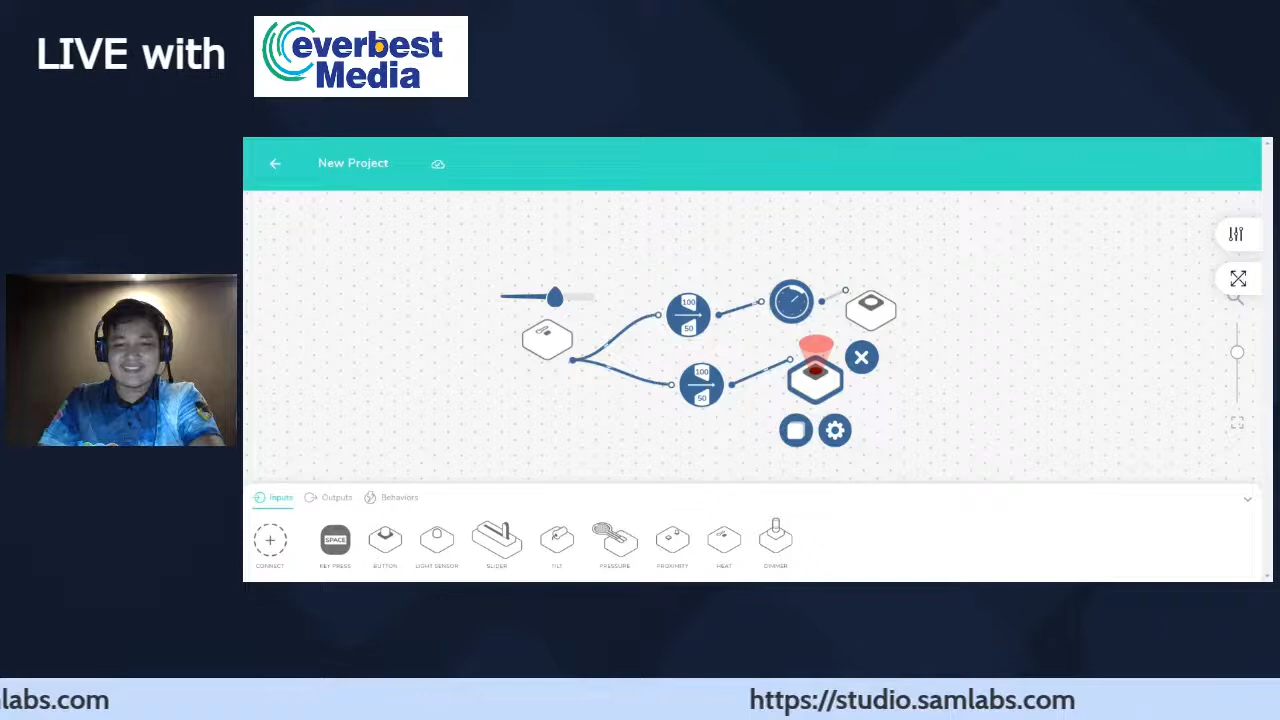 LIVE with
everbest
Media
New Project
100
50
100
50
Inputs
Outputs
Behaviors
SPACE
CONNECT
KEY PRESS
BUTTON
LIGHT SENSOR
SLIDER
TILT
PRESSURE
PROXIMITY
HEAT
DIMMER
labs.com
https://studio.samlabs.com